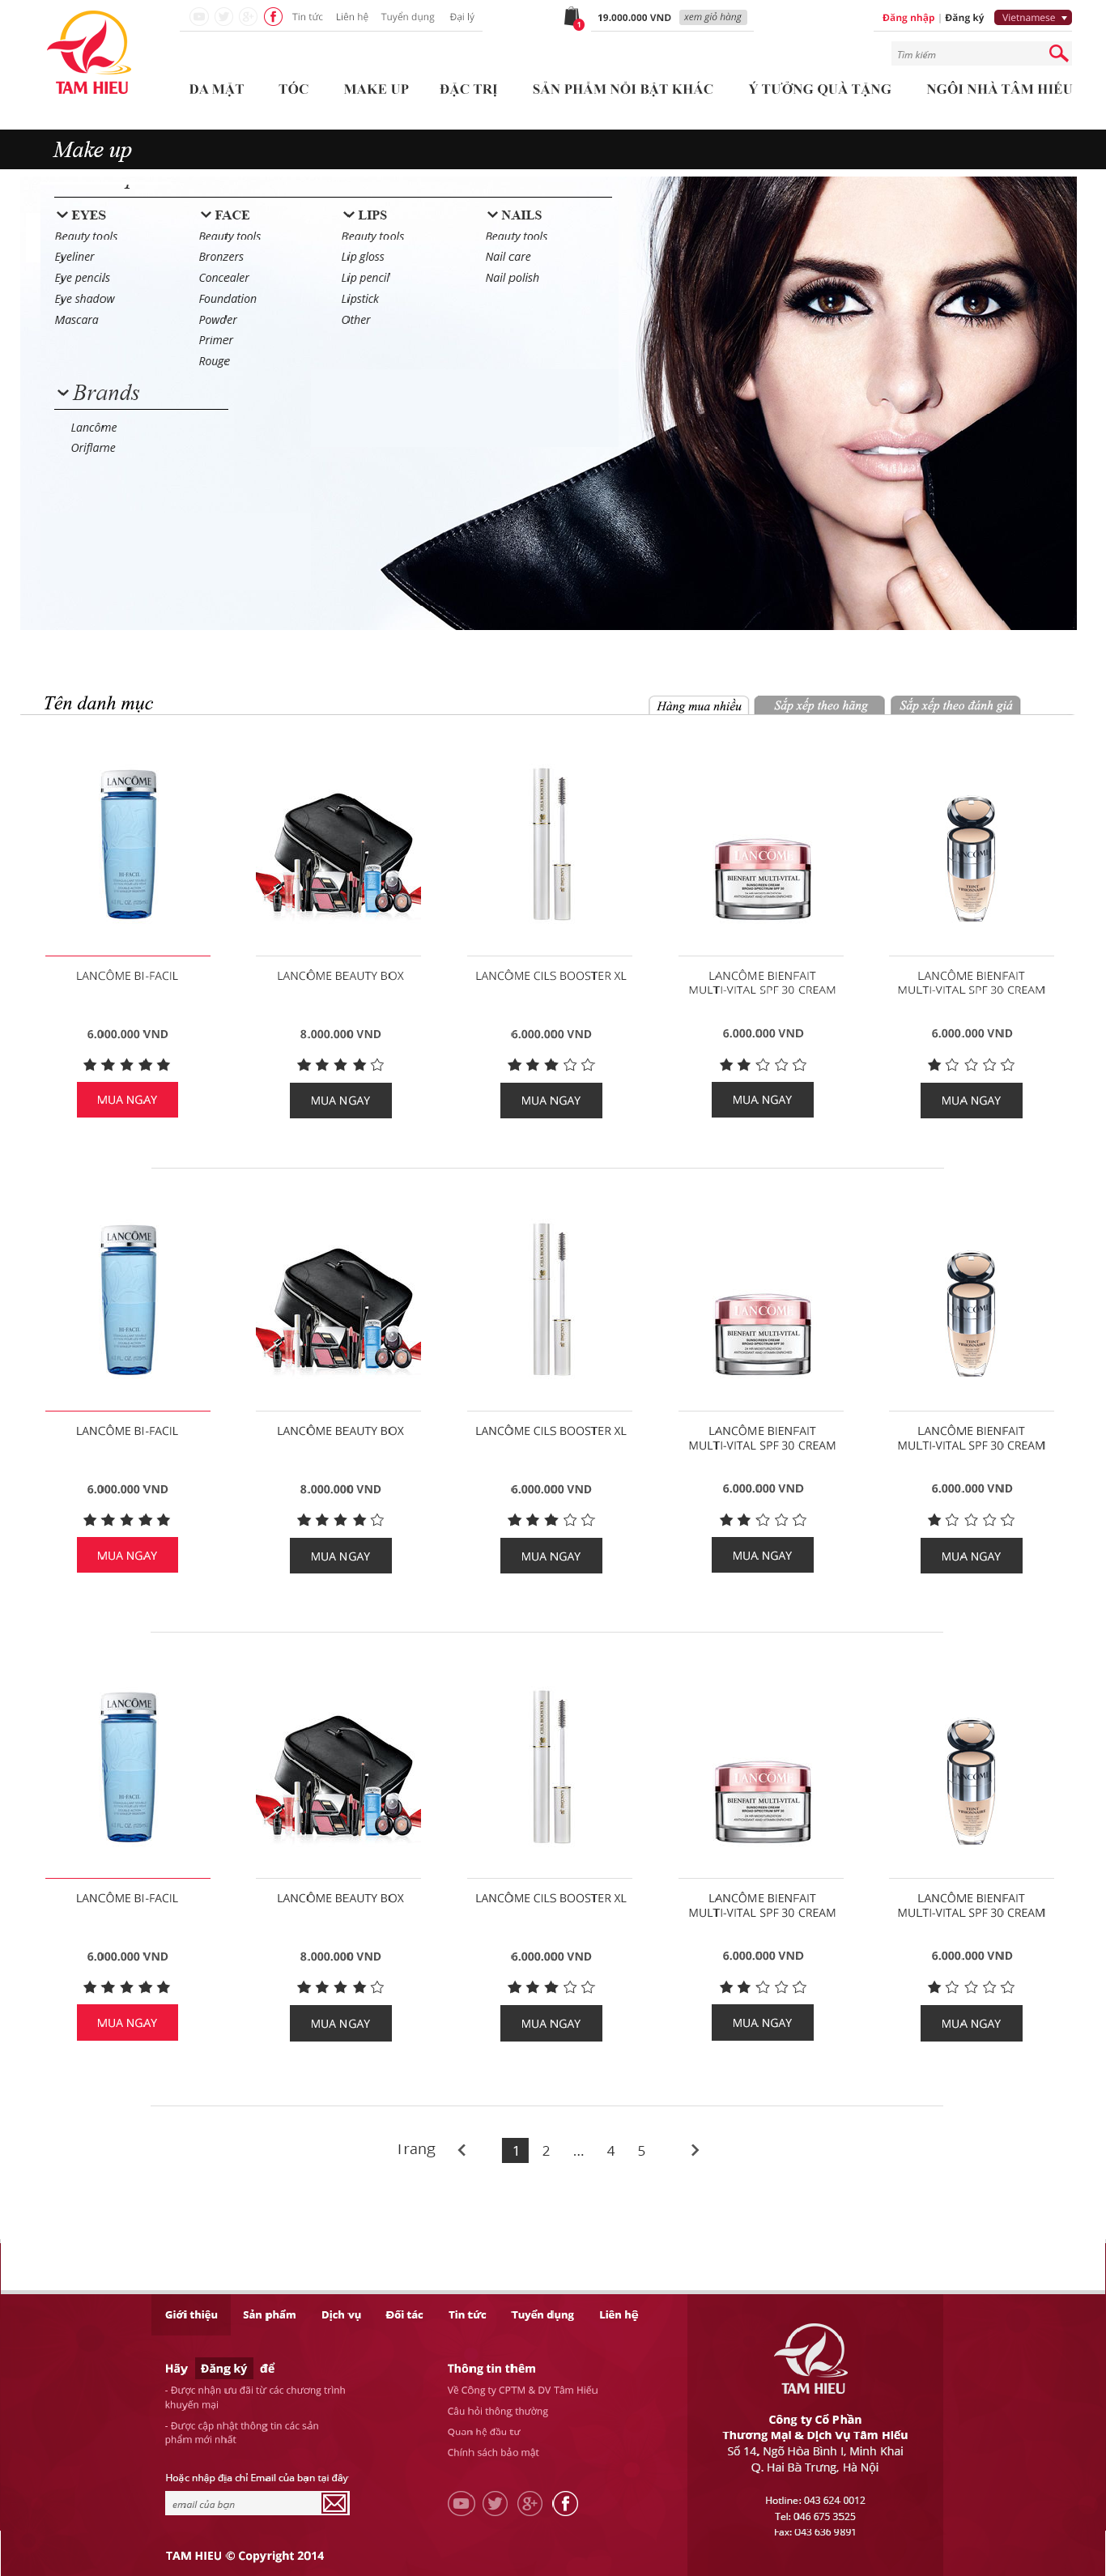 Tin tức Liên hệ Tuyển dụng Đại lý
1 19.000.000 VND xem giỏ hàng
Đăng nhập | Đăng ký Vietnamese
TAM HIEU
Tìm kiếm
DA MẶT TÓC MAKE UP ĐẶC TRỊ SẢN PHẨM NỔI BẬT KHÁC Ý TƯỞNG QUÀ TẶNG NGÔI NHÀ TÂM HIẾU
Make up
EYES FACE LIPS NAILS
Beauty tools Beauty tools Beauty tools Beauty tools
Eyeliner Bronzers Lip gloss Nail care
Eye pencils Concealer Lip pencil Nail polish
Eye shadow Foundation Lipstick
Mascara Powder Other
Primer
Rouge
Brands
Lancôme
Oriflame
Tên danh mục Hàng mua nhiều Sắp xếp theo hãng Sắp xếp theo đánh giá
LANCÔME BI-FACIL LANCÔME BEAUTY BOX LANCÔME CILS BOOSTER XL LANCÔME BIENFAIT LANCÔME BIENFAIT
MULTI-VITAL SPF 30 CREAM MULTI-VITAL SPF 30 CREAM
6.000.000 VND 8.000.000 VND 6.000.000 VND 6.000.000 VND 6.000.000 VND
MUA NGAY MUA NGAY MUA NGAY MUA NGAY MUA NGAY
LANCÔME BI-FACIL LANCÔME BEAUTY BOX LANCÔME CILS BOOSTER XL LANCÔME BIENFAIT LANCÔME BIENFAIT
MULTI-VITAL SPF 30 CREAM MULTI-VITAL SPF 30 CREAM
6.000.000 VND 8.000.000 VND 6.000.000 VND 6.000.000 VND 6.000.000 VND
MUA NGAY MUA NGAY MUA NGAY MUA NGAY MUA NGAY
LANCÔME BI-FACIL LANCÔME BEAUTY BOX LANCÔME CILS BOOSTER XL LANCÔME BIENFAIT LANCÔME BIENFAIT
MULTI-VITAL SPF 30 CREAM MULTI-VITAL SPF 30 CREAM
6.000.000 VND 8.000.000 VND 6.000.000 VND 6.000.000 VND 6.000.000 VND
MUA NGAY MUA NGAY MUA NGAY MUA NGAY MUA NGAY
Trang 1 2 ... 4 5
Giới thiệu Sản phẩm Dịch vụ Đối tác Tin tức Tuyển dụng Liên hệ
Hãy Đăng ký để
- Được nhận ưu đãi từ các chương trình
khuyến mại
- Được cập nhật thông tin các sản
phẩm mới nhất
Hoặc nhập địa chỉ Email của bạn tại đây
email của bạn
TAM HIEU © Copyright 2014
Thông tin thêm
Về Công ty CPTM & DV Tâm Hiếu
Câu hỏi thông thường
Quan hệ đầu tư
Chính sách bảo mật
TAM HIEU
Công ty Cổ Phần
Thương Mại & Dịch Vụ Tâm Hiếu
Số 14, Ngõ Hòa Bình I, Minh Khai
Q. Hai Bà Trưng, Hà Nội
Hotline: 043 624 0012
Tel: 046 675 3525
Fax: 043 636 9891